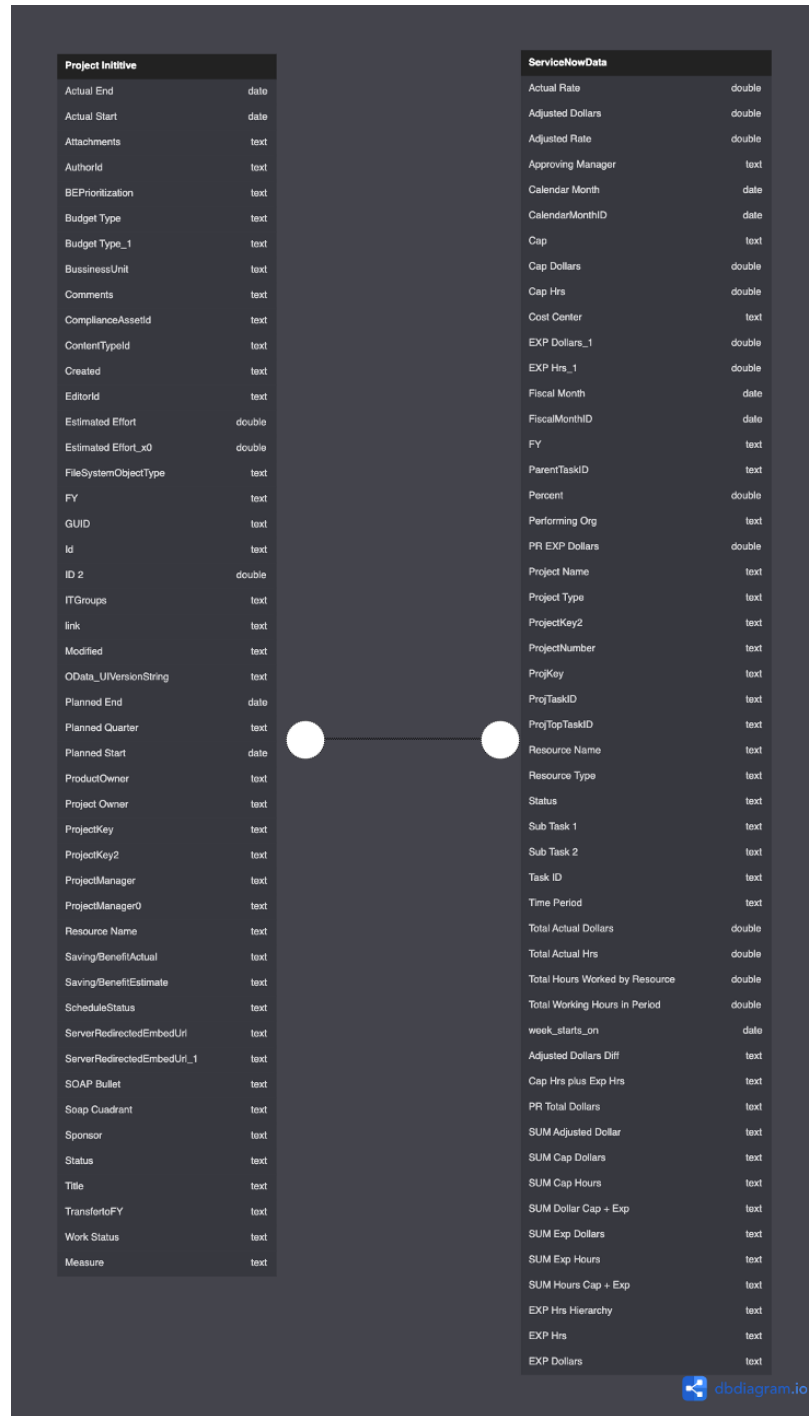 Project Inititive
Actual End date
Actual Start date
Attachments text
AuthorId text
BEPrioritization text
Budget Type text
Budget Type_1 text
BussinessUnit text
Comments text
ComplianceAssetId text
ContentTypeId text
Created text
EditorId text
Estimated Effort double
Estimated Effort_x0 double
FileSystemObjectType text
FY text
GUID text
Id text
ID 2 double
ITGroups text
link text
Modified text
OData_UIVersionString text
Planned End date
Planned Quarter text
Planned Start date
ProductOwner text
Project Owner text
ProjectKey text
ProjectKey2 text
ProjectManager text
ProjectManager0 text
Resource Name text
Saving/BenefitActual text
Saving/BenefitEstimate text
ScheduleStatus text
ServerRedirectedEmbedUrl text
ServerRedirectedEmbedUrl_1 text
SOAP Bullet text
Soap Cuadrant text
Sponsor text
Status text
Title text
TransfertoFY text
Work Status text
Measure text
ServiceNowData
Actual Rate double
Adjusted Dollars double
Adjusted Rate double
Approving Manager text
Calendar Month date
CalendarMonthID date
Cap text
Cap Dollars double
Cap Hrs double
Cost Center text
EXP Dollars_1 double
EXP Hrs_1 double
Fiscal Month date
FiscalMonthID date
FY text
ParentTaskID text
Percent double
Performing Org text
PR EXP Dollars double
Project Name text
Project Type text
ProjectKey2 text
ProjectNumber text
ProjKey text
ProjTaskID text
ProjTopTaskID text
Resource Name text
Resource Type text
Status text
Sub Task 1 text
Sub Task 2 text
Task ID text
Time Period text
Total Actual Dollars double
Total Actual Hrs double
Total Hours Worked by Resource double
Total Working Hours in Period double
week_starts_on date
Adjusted Dollars Diff text
Cap Hrs plus Exp Hrs text
PR Total Dollars text
SUM Adjusted Dollar text
SUM Cap Dollars text
SUM Cap Hours text
SUM Dollar Cap + Exp text
SUM Exp Dollars text
SUM Exp Hours text
SUM Hours Cap + Exp text
EXP Hrs Hierarchy text
EXP Hrs text
EXP Dollars text
dbdiagram.io